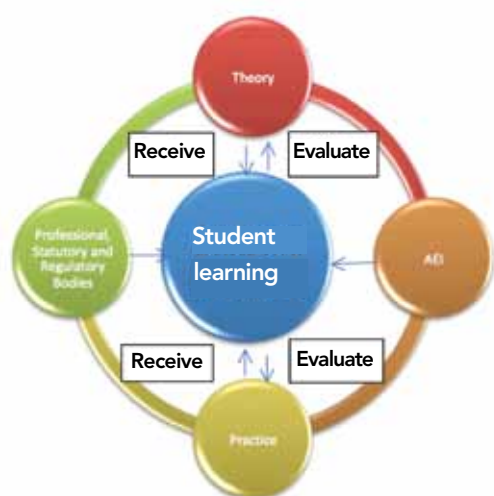 Theory
Receive
Evaluate
Professional,
Statutory and
Regulatory
Bodies
Student
learning
AEI
Receive
Evaluate
Practice